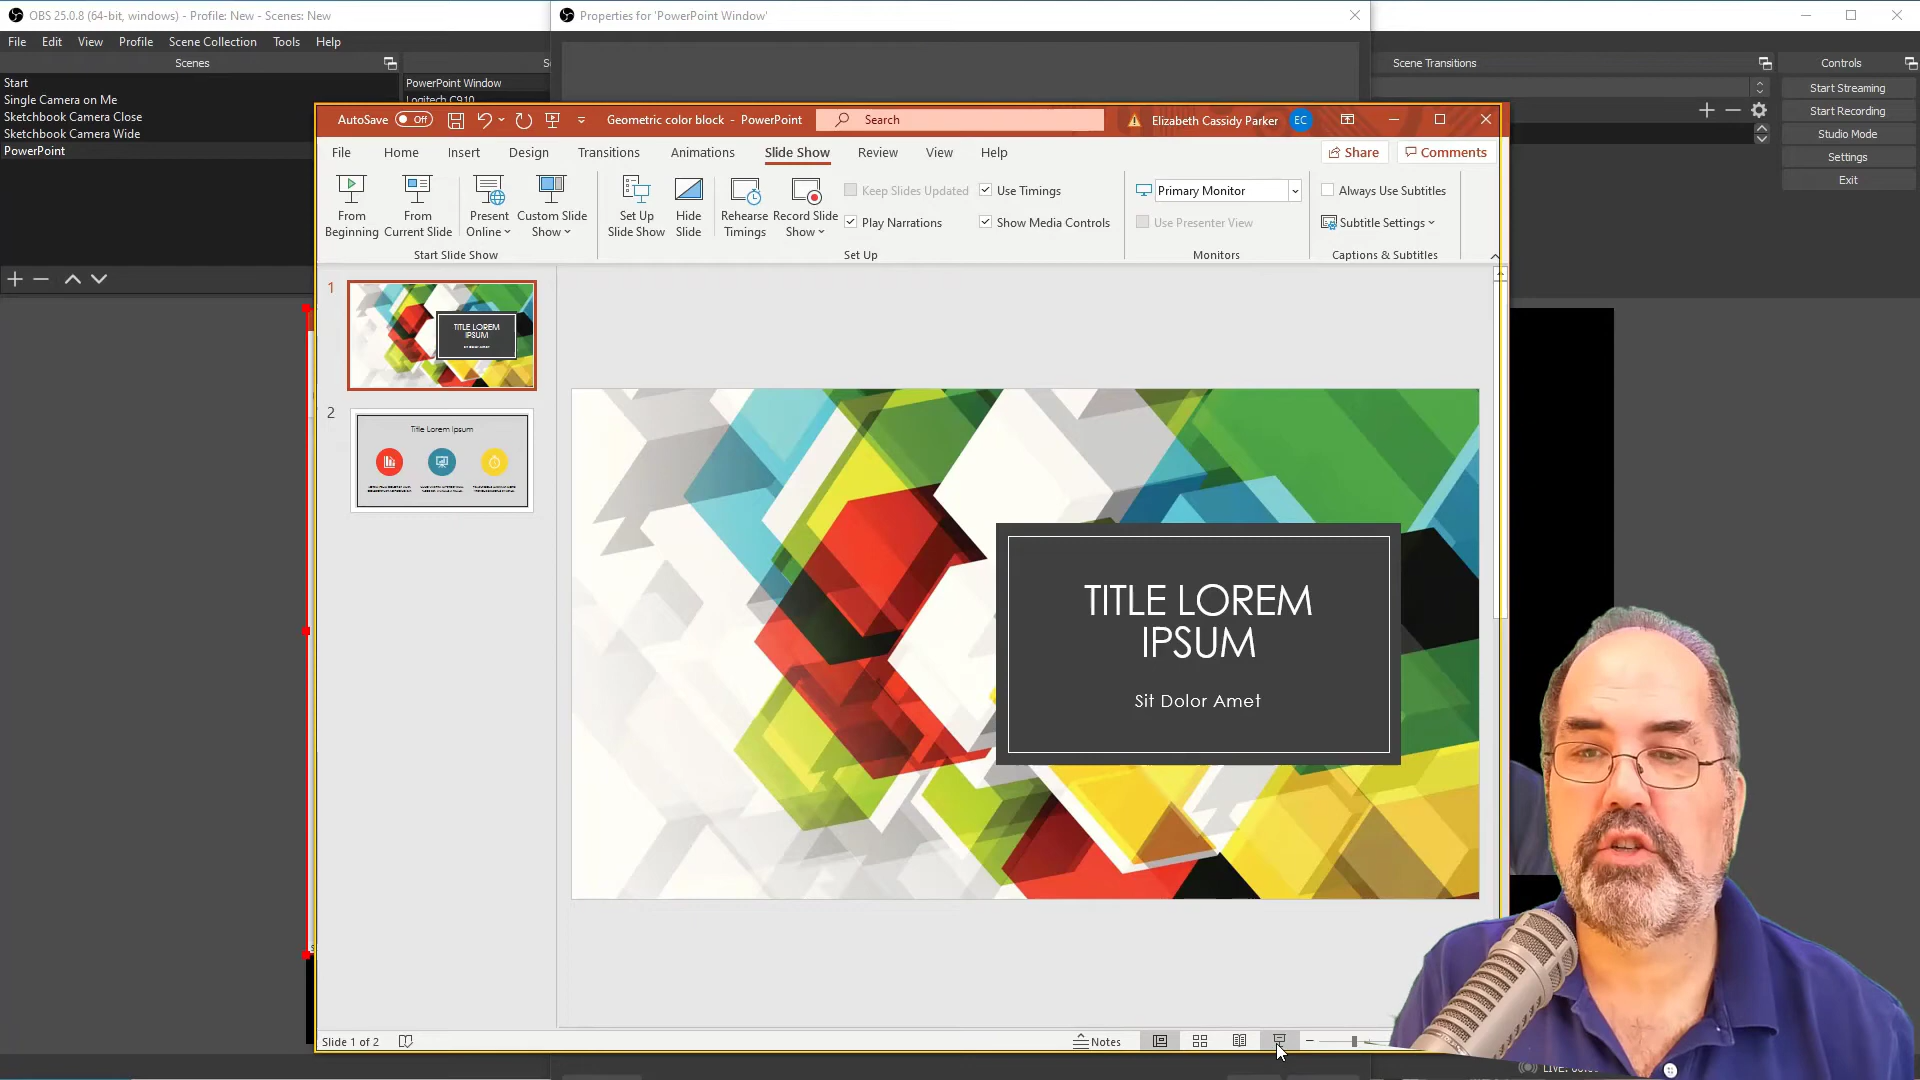 OBS 25.0.8 (64-bit, windows) - Profile: New - Scenes: New
Properties for 'PowerPoint Window'
File Edit View Profile Scene Collection Tools Help
Scenes
Scene Transitions
Controls
Start
Single Camera on Me
Sketchbook Camera Close
Sketchbook Camera Wide
PowerPoint
PowerPoint Window
Logitech C910
Start Streaming
Start Recording
Studio Mode
Settings
Exit
AutoSave Off
Geometric color block - PowerPoint
Search
Elizabeth Cassidy Parker
EC
File Home Insert Design Transitions Animations Slide Show Review View Help
Share
Comments
From Beginning
From Current Slide
Present Online
Custom Slide Show
Start Slide Show
Set Up Slide Show
Hide Slide
Rehearse Timings
Record Slide Show
Keep Slides Updated
Play Narrations
Use Timings
Show Media Controls
Set Up
Primary Monitor
Use Presenter View
Monitors
Always Use Subtitles
Subtitle Settings
Captions & Subtitles
1
TITLE LOREM
IPSUM
2
Title Lorem Ipsum
TITLE LOREM
IPSUM
Sit Dolor Amet
Slide 1 of 2
Notes